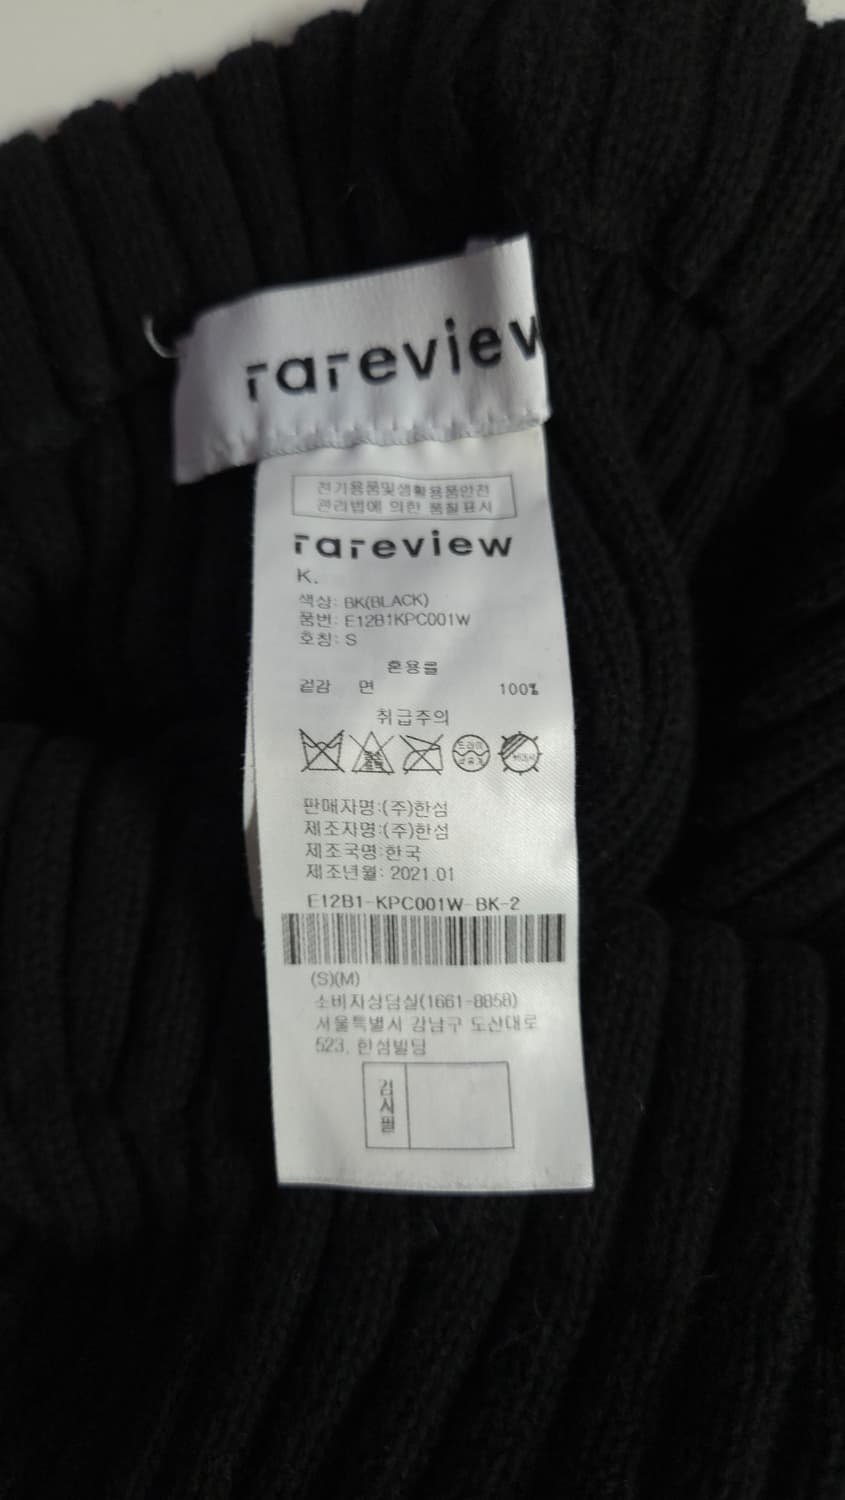 rareview
전기용품및생활용품안전
관리법에 의한 품질표시
rareview
K.
색상: BK(BLACK)
품번: E12B1KPC001W
호칭: S
혼용률
겉감 면 100%
취급주의
드라이
판매자명:(주)한섬
제조자명:(주)한섬
제조국명:한국
제조년월: 2021.01
E12B1-KPC001W-BK-2
(S)(M)
소비자상담실(1661-8858)
서울특별시 강남구 도산대로
523, 한섬빌딩
검사필